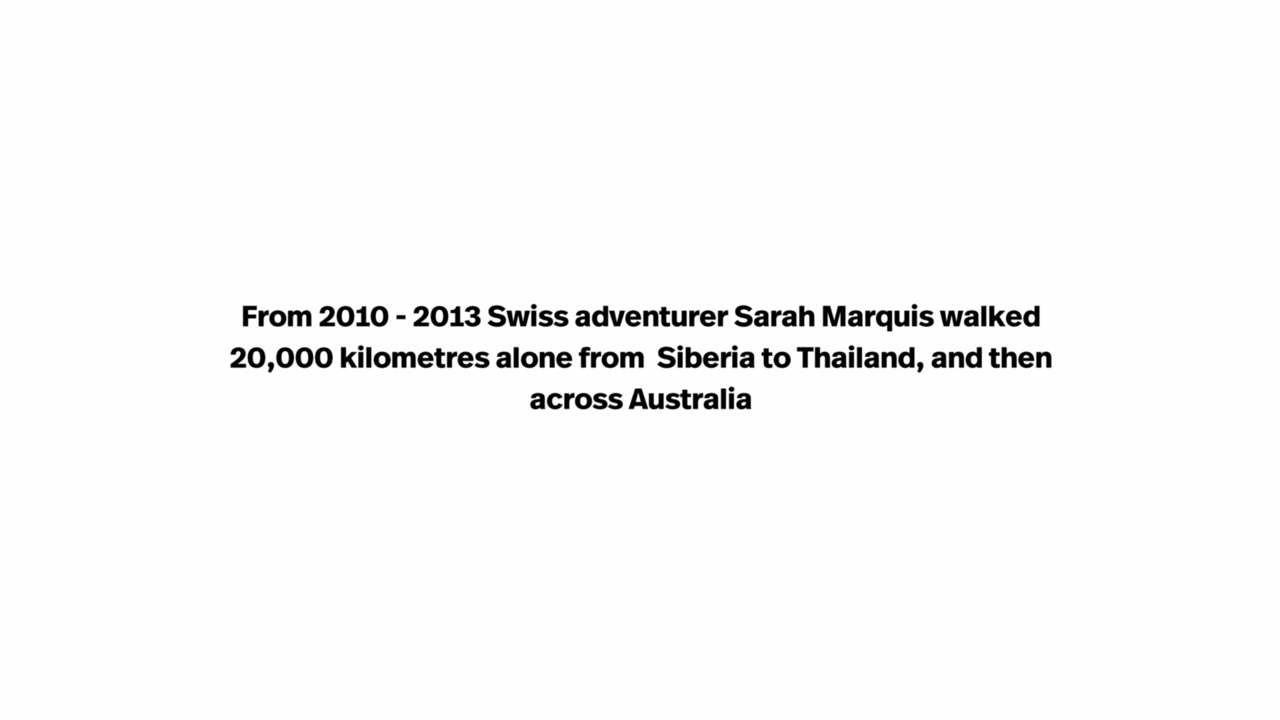 From 2010 - 2013 Swiss adventurer Sarah Marquis walked
20,000 kilometres alone from  Siberia to Thailand, and then
across Australia